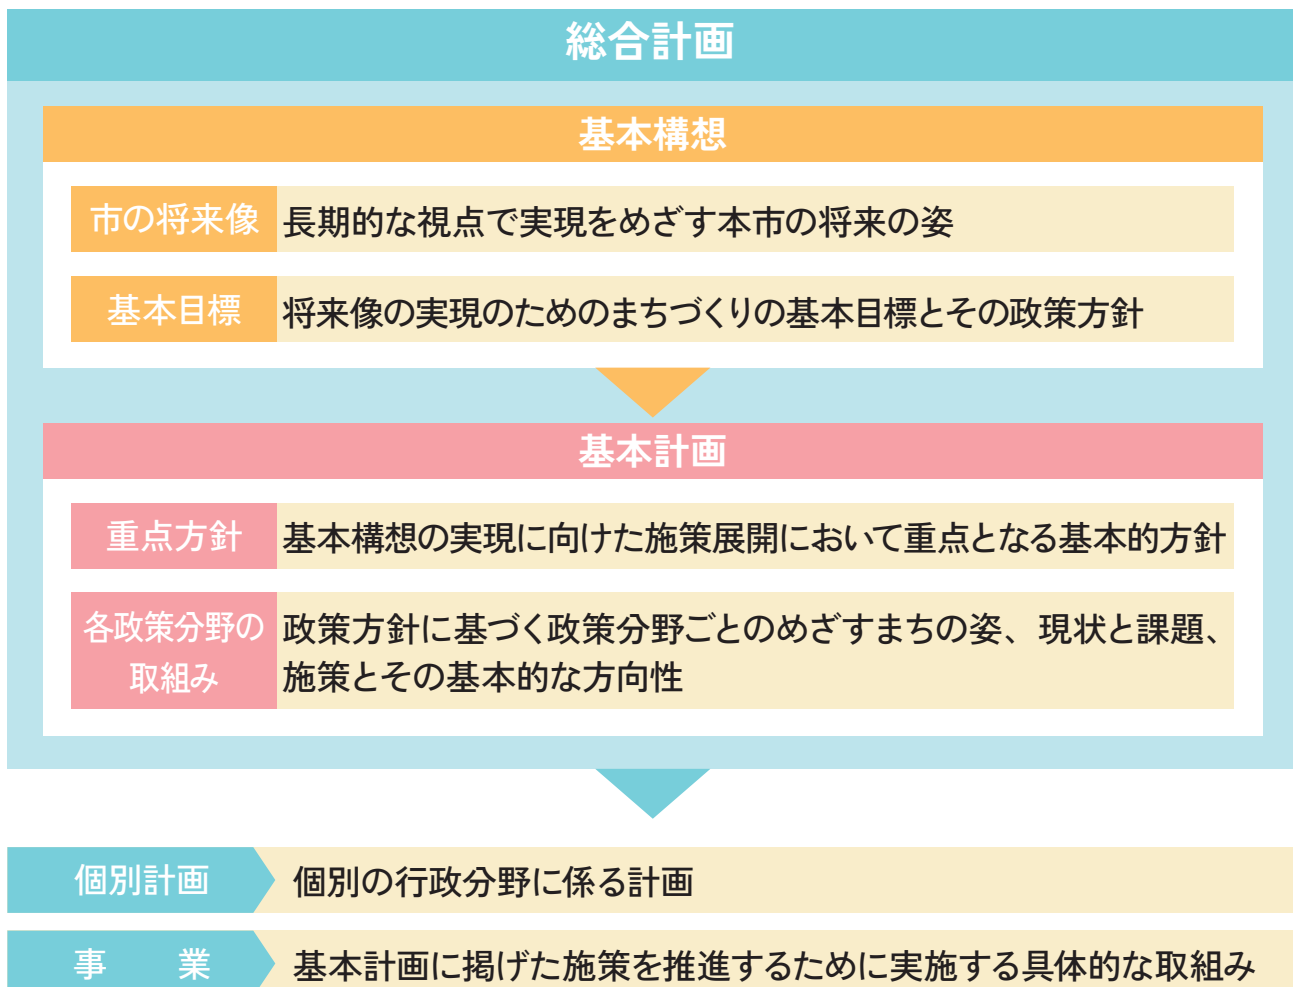 総合計画
基本構想
市の将来像
長期的な視点で実現をめざす本市の将来の姿
基本目標
将来像の実現のためのまちづくりの基本目標とその政策方針
基本計画
重点方針
基本構想の実現に向けた施策展開において重点となる基本的方針
各政策分野の
取組み
政策方針に基づく政策分野ごとのめざすまちの姿、現状と課題、
施策とその基本的な方向性
個別計画
個別の行政分野に係る計画
事　業
基本計画に掲げた施策を推進するために実施する具体的な取組み